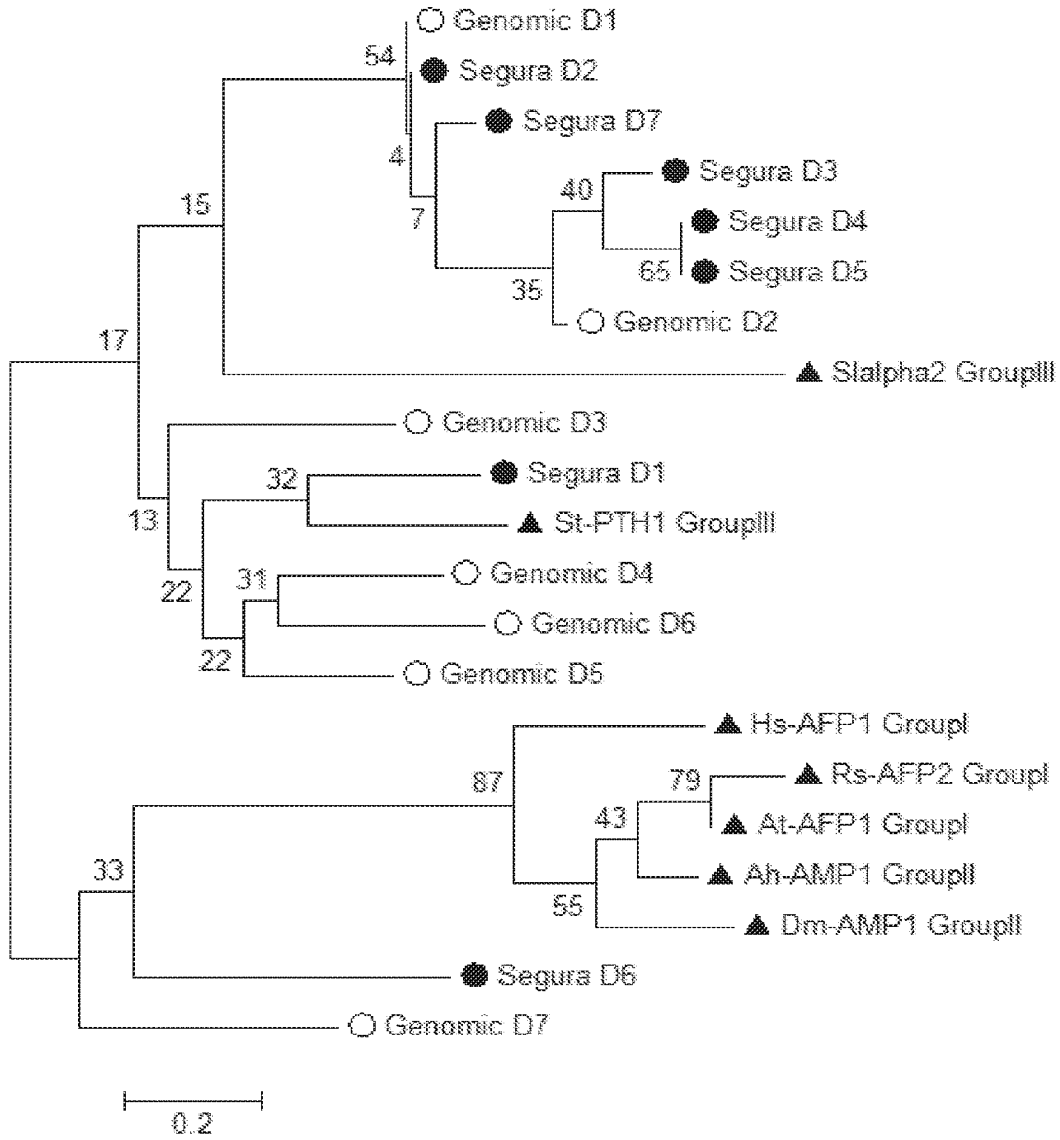 Genomic D1
54
Segura D2
Segura D7
4
Segura D3
40
15
7
Segura D4
65
Segura D5
35
Genomic D2
17
Slalpha2 GroupIII
Genomic D3
32
Segura D1
13
St-PTH1 GroupIII
31
Genomic D4
22
Genomic D6
22
Genomic D5
Hs-AFP1 GroupI
87
79
Rs-AFP2 GroupI
43
At-AFP1 GroupI
33
Ah-AMP1 GroupII
55
Dm-AMP1 GroupII
Segura D6
Genomic D7
0.2